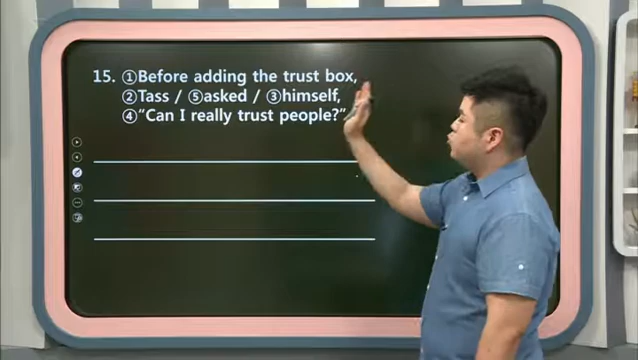 15. ①Before adding the trust box,
②Tass / ⑤asked / ③himself,
④“Can I really trust people?”